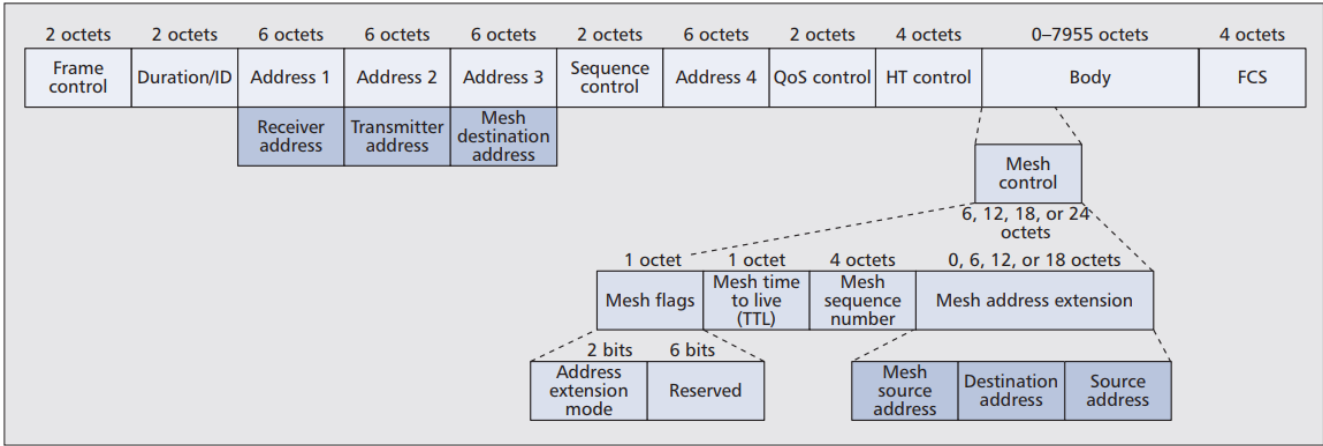 2 octets 2 octets 6 octets 6 octets 6 octets 2 octets 6 octets 2 octets 4 octets 0–7955 octets 4 octets
Frame
control
Duration/ID
Address 1
Address 2
Address 3
Sequence
control
Address 4
QoS control
HT control
Body
FCS
Receiver
address
Transmitter
address
Mesh
destination
address
Mesh
control
6, 12, 18, or 24
octets
1 octet 1 octet 4 octets 0, 6, 12, or 18 octets
Mesh flags
Mesh time
to live
(TTL)
Mesh
sequence
number
Mesh address extension
2 bits 6 bits
Address
extension
mode
Reserved
Mesh
source
address
Destination
address
Source
address